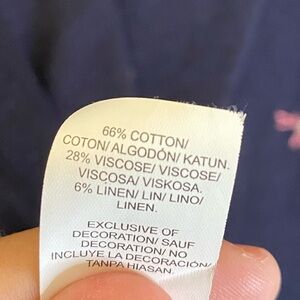 66% COTTON/
COTON/ ALGODÓN/ KATUN.
28% VISCOSE/ VISCOSE/
VISCOSA/ VISKOSA.
6% LINEN/ LIN/ LINO/
LINEN.
EXCLUSIVE OF
DECORATION/ SAUF
DECORATION/ NO
INCLUYE LA DECORACIÓN/
TANPA HIASAN.